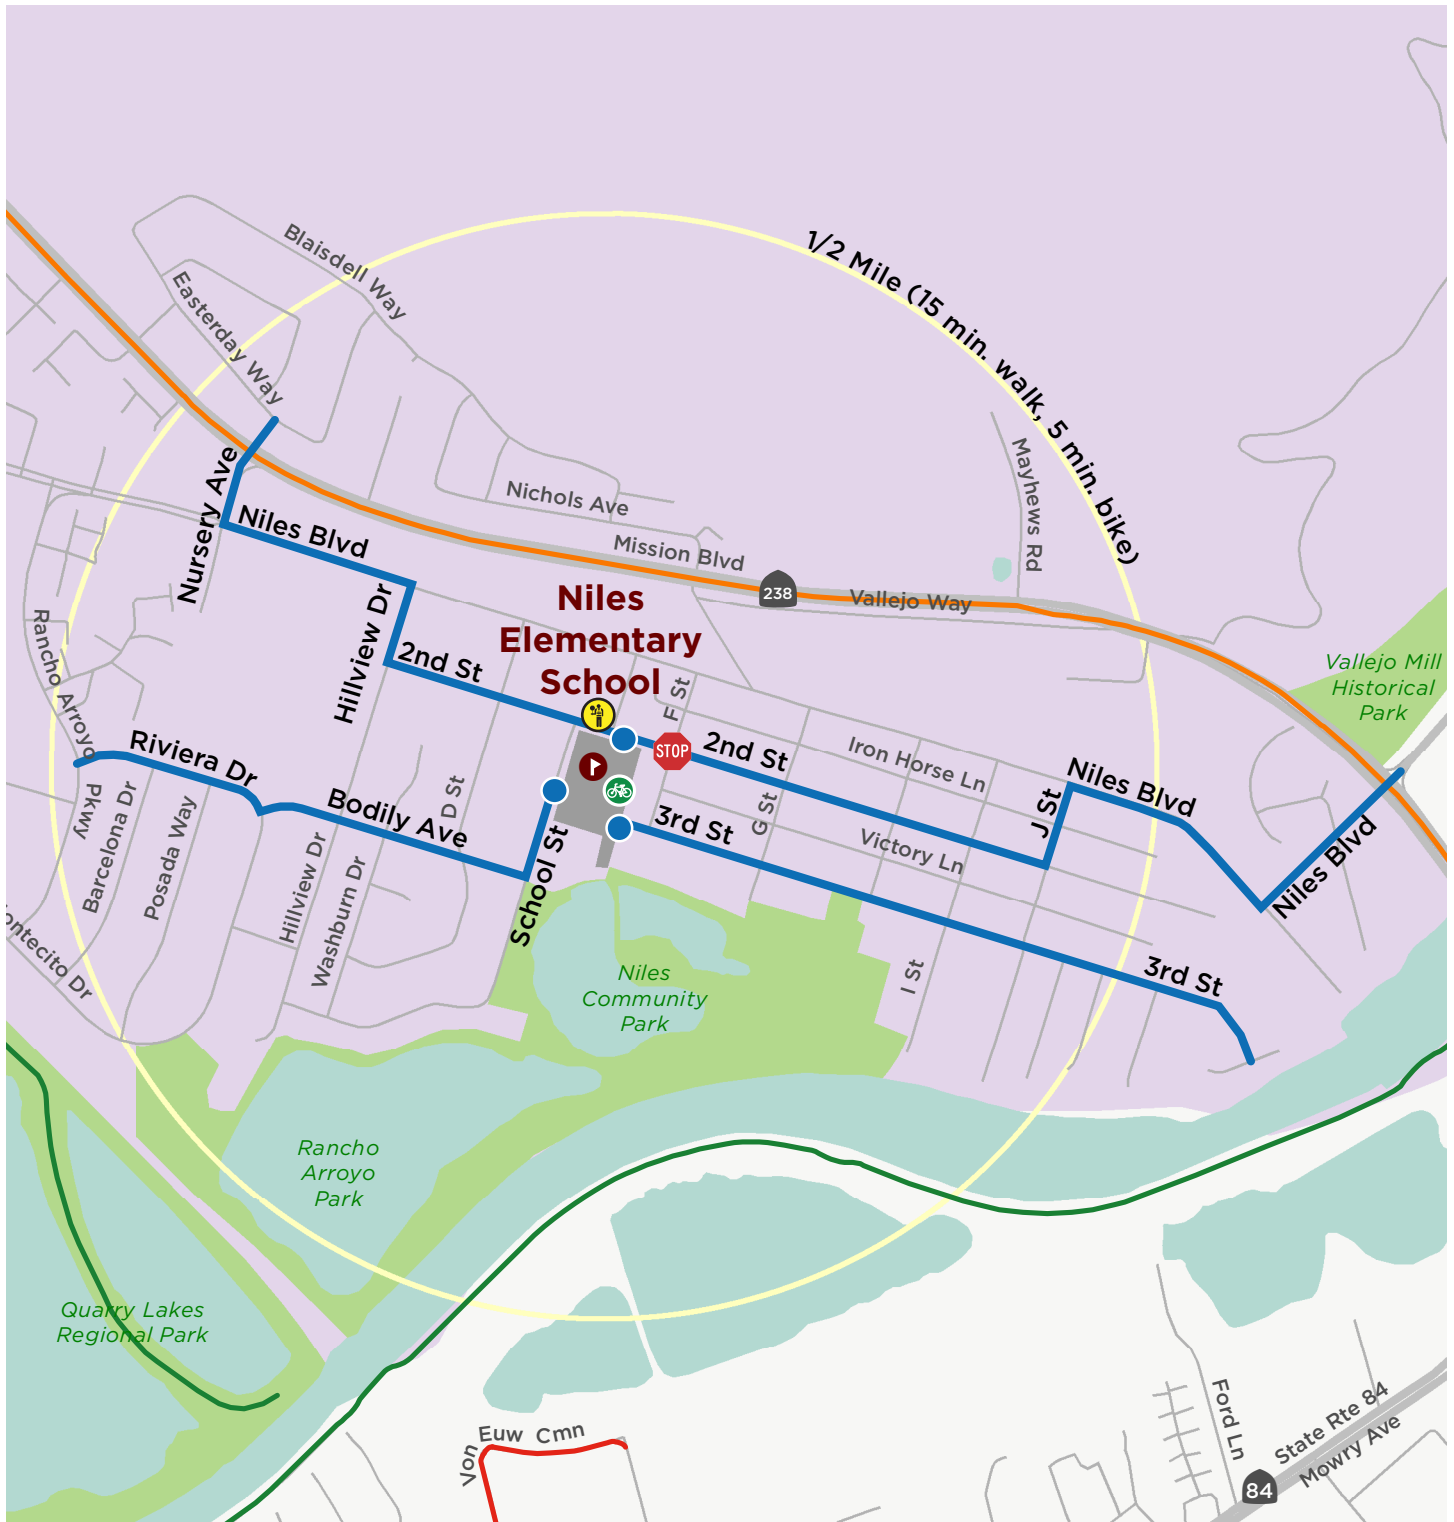 1/2 Mile (15 min. walk, 5 min. bike)
Blaisdell Way
Easterday Way
Nursery Ave
Niles Blvd
Nichols Ave
Mission Blvd
Mayhews Rd
238
Vallejo Way
Niles
Elementary
School
Hillview Dr
2nd St
F St
Vallejo Mill
Historical
Park
Rancho Arroyo
Pkwy
Riviera Dr
STOP
2nd St
Iron Horse Ln
Niles Blvd
J St
Barcelona Dr
Posada Way
Bodily Ave
D St
3rd St
G St
Victory Ln
Niles Blvd
Hillview Dr
Washburn Dr
School St
ontecito Dr
Niles
Community
Park
I St
3rd St
Rancho
Arroyo
Park
Quarry Lakes
Regional Park
Von
Euw Cmn
Ford Ln
State Rte 84
Mowry Ave
84